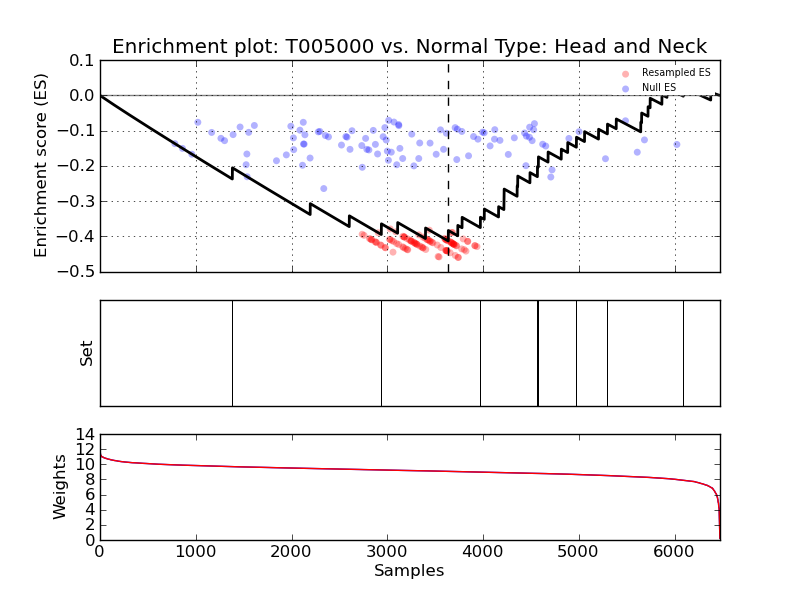 Enrichment plot: T005000 vs. Normal Type: Head and Neck
Enrichment score (ES)
0.1
0.0
−0.1
−0.2
−0.3
−0.4
−0.5
Resampled ES
Null ES
Set
Weights
14
12
10
8
6
4
2
0
0 1000 2000 3000 4000 5000 6000
Samples